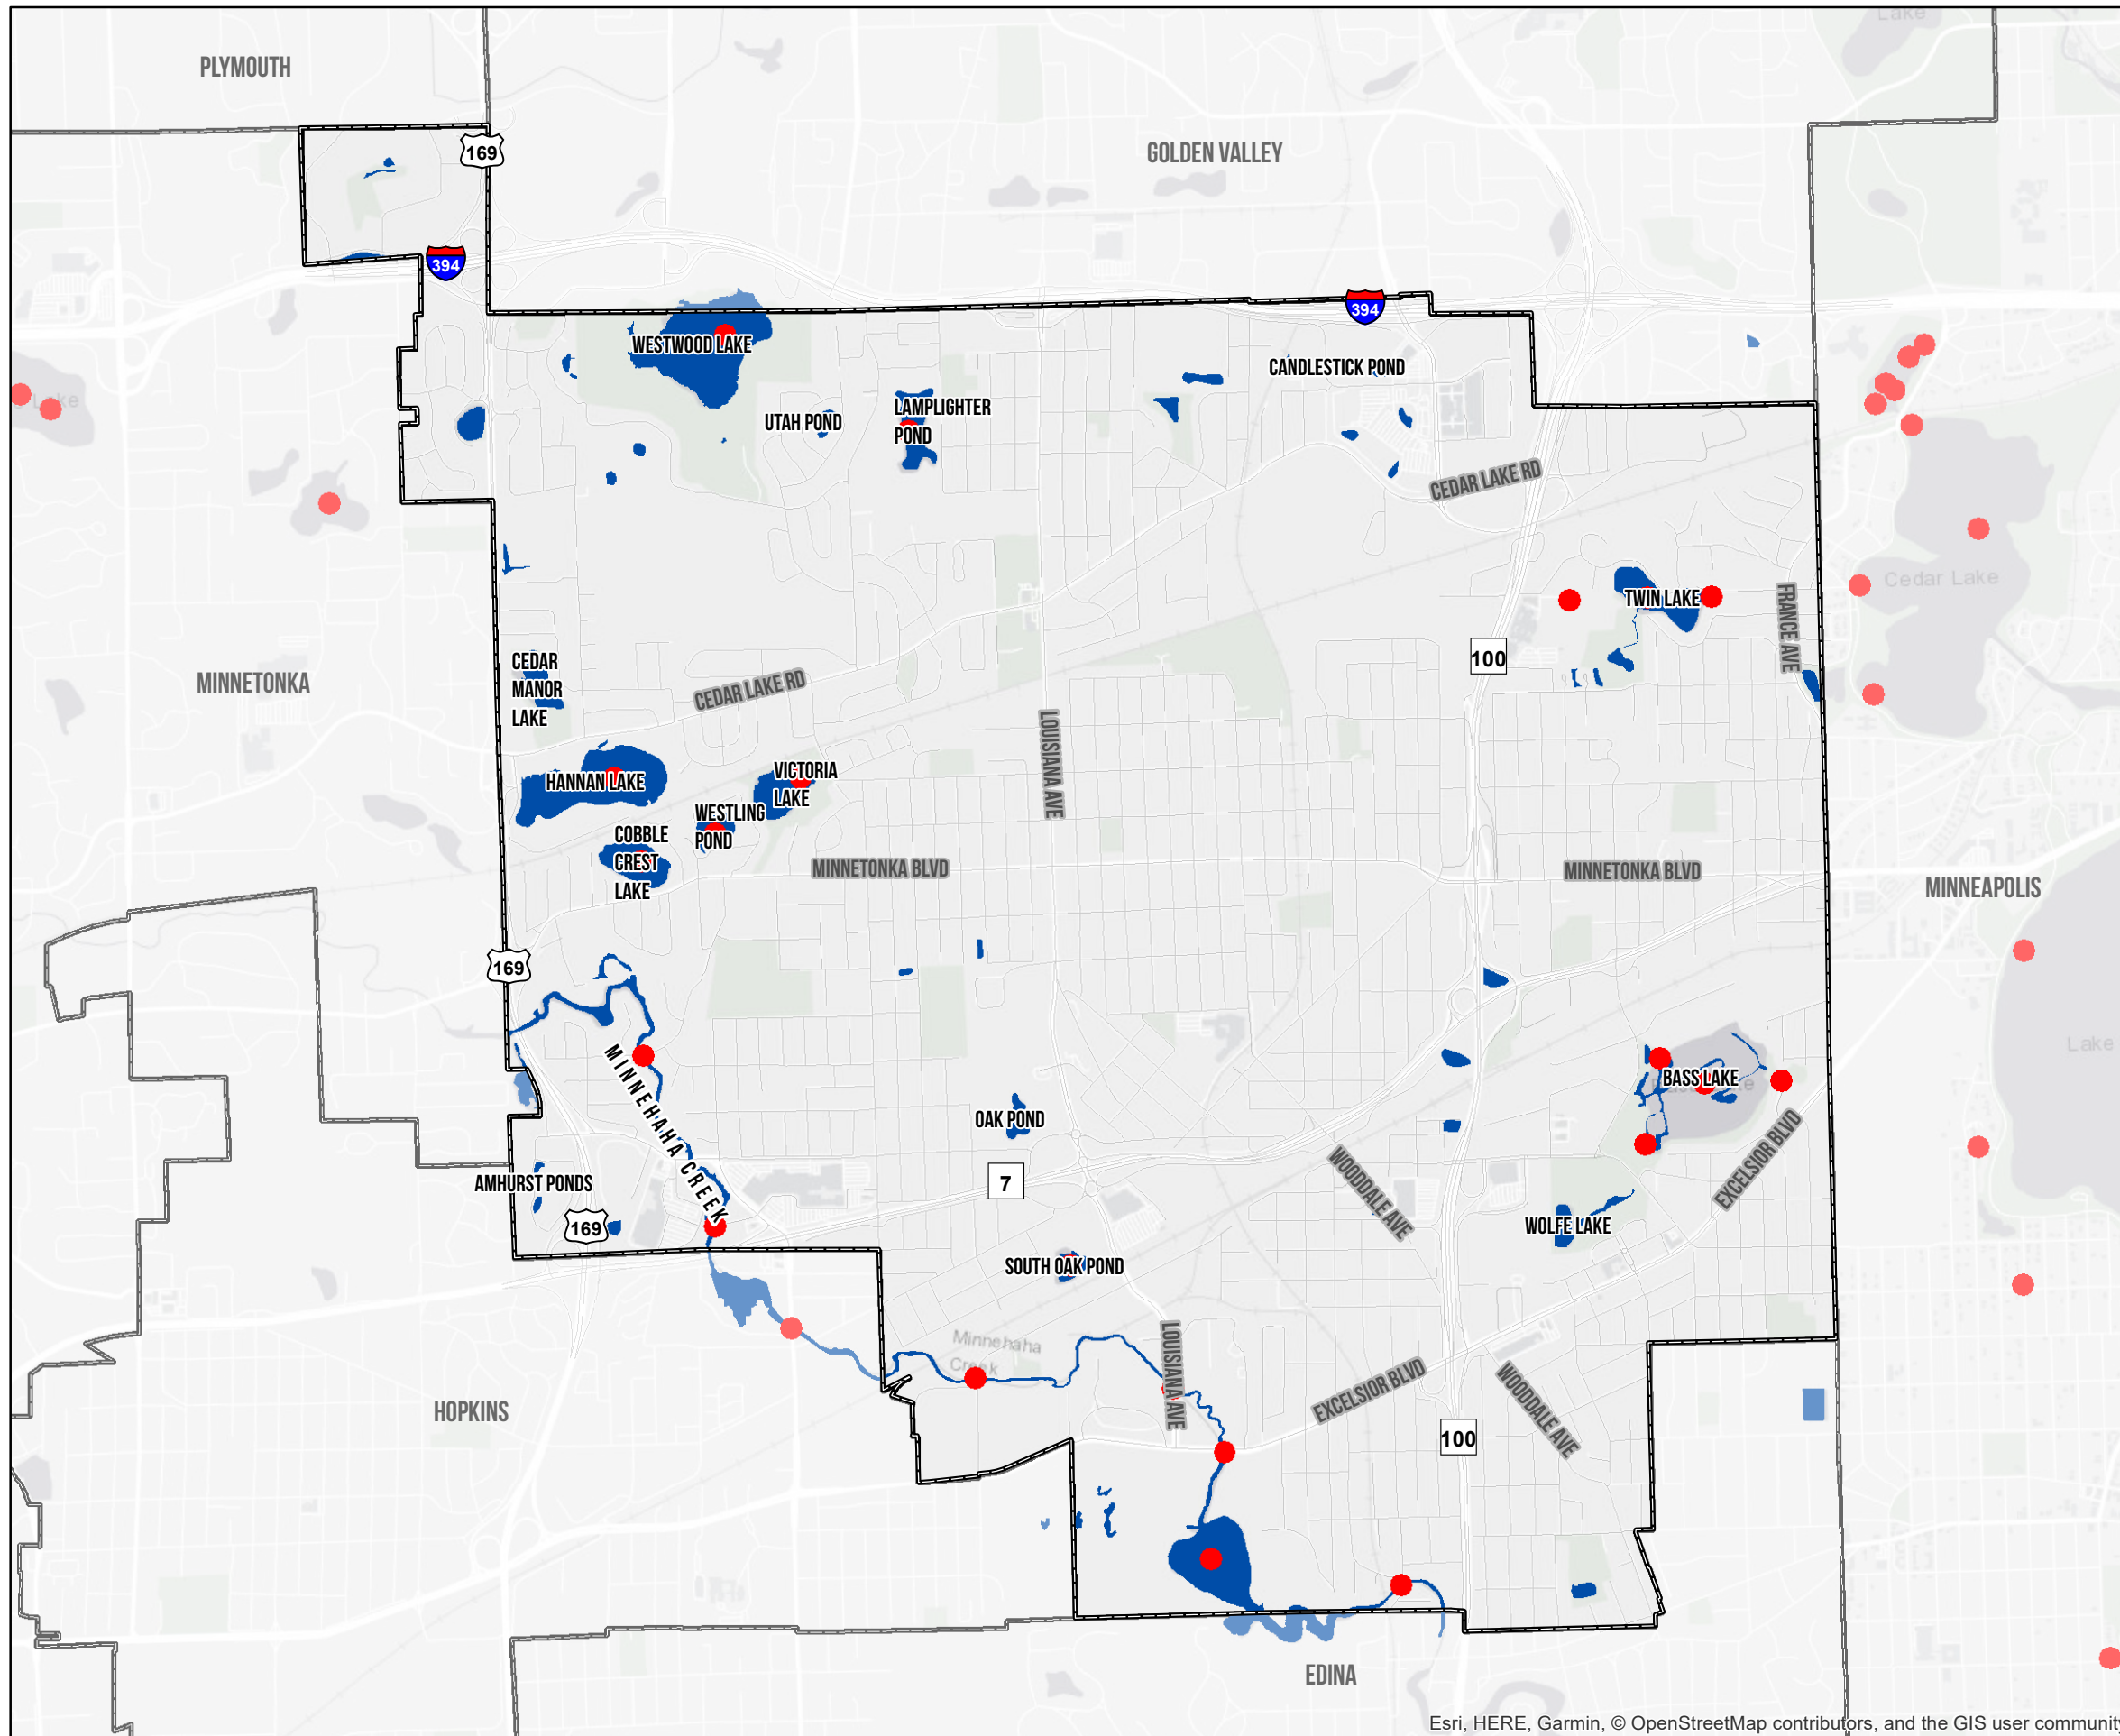 Lake
PLYMOUTH
169
GOLDEN VALLEY
394
394
WESTWOOD LAKE
CANDLESTICK POND
UTAH POND
LAMPLIGHTER
POND
Lake
CEDAR LAKE RD
Cedar Lake
TWIN LAKE
FRANCE AVE
100
CEDAR
MANOR
LAKE
MINNETONKA
CEDAR LAKE RD
LOUISIANA AVE
HANNAN LAKE
VICTORIA
LAKE
WESTLING
POND
COBBLE
CREST
LAKE
MINNETONKA BLVD
MINNETONKA BLVD
MINNEAPOLIS
169
Lake
MINNEHAHA CREEK
BASS LAKE
OAK POND
EXCELSIOR BLVD
WOODDALE AVE
7
AMHURST PONDS
169
WOLFE LAKE
SOUTH OAK POND
Minnehaha
Creek
LOUISIANA AVE
EXCELSIOR BLVD
WOODDALE AVE
HOPKINS
100
EDINA
Esri, HERE, Garmin, © OpenStreetMap contributors, and the GIS user community